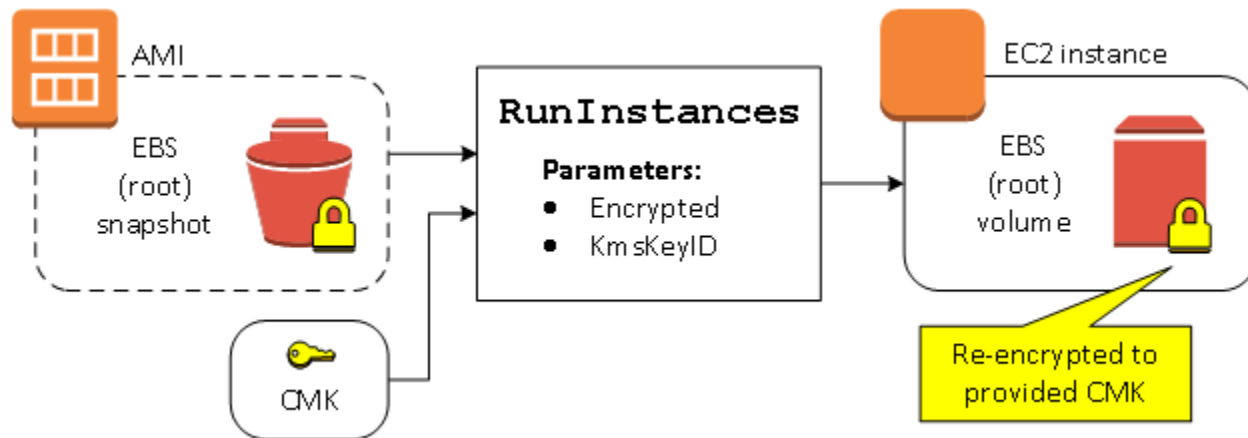 AMI
EBS
(root)
snapshot
CMK
RunInstances
Parameters:
● Encrypted
● KmsKeyID
EC2 instance
EBS
(root)
volume
Re-encrypted to
provided CMK